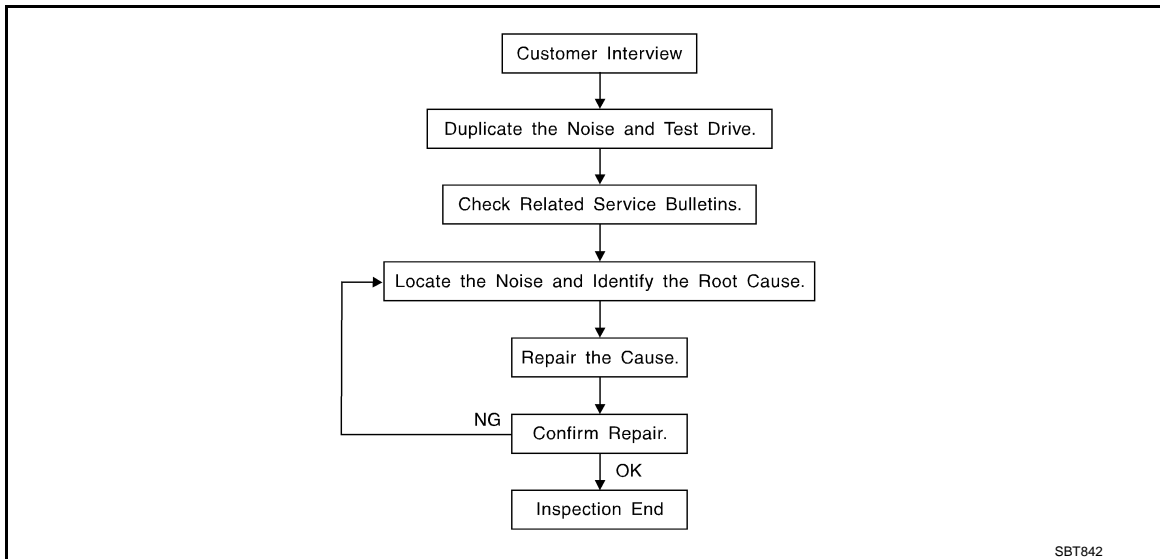 Customer Interview
Duplicate the Noise and Test Drive.
Check Related Service Bulletins.
Locate the Noise and Identify the Root Cause.
Repair the Cause.
NG
Confirm Repair.
OK
Inspection End
SBT842